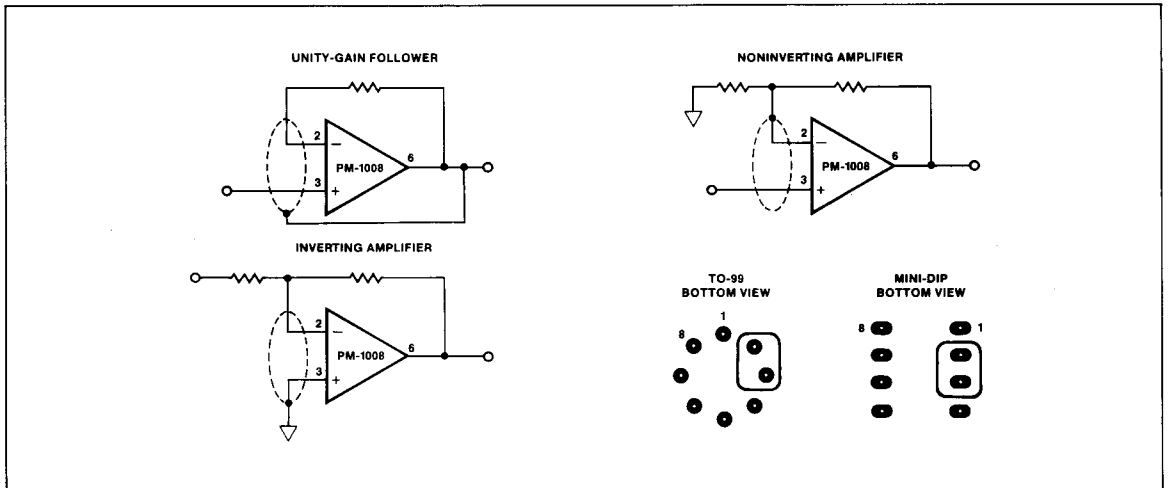 UNITY-GAIN FOLLOWER
2
−
PM-1008
6
3
+
NONINVERTING AMPLIFIER
2
−
PM-1008
6
3
+
INVERTING AMPLIFIER
2
−
PM-1008
6
3
+
TO-99
BOTTOM VIEW
1
8
MINI-DIP
BOTTOM VIEW
8
1